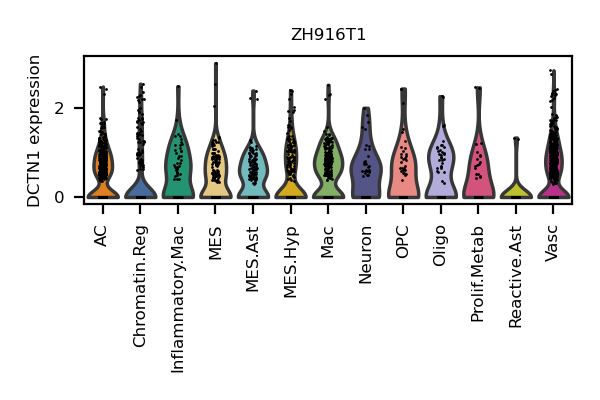 ZH916T1
DCTN1 expression
2
0
AC
Chromatin.Reg
Inflammatory.Mac
MES
MES.Ast
MES.Hyp
Mac
Neuron
OPC
Oligo
Prolif.Metab
Reactive.Ast
Vasc